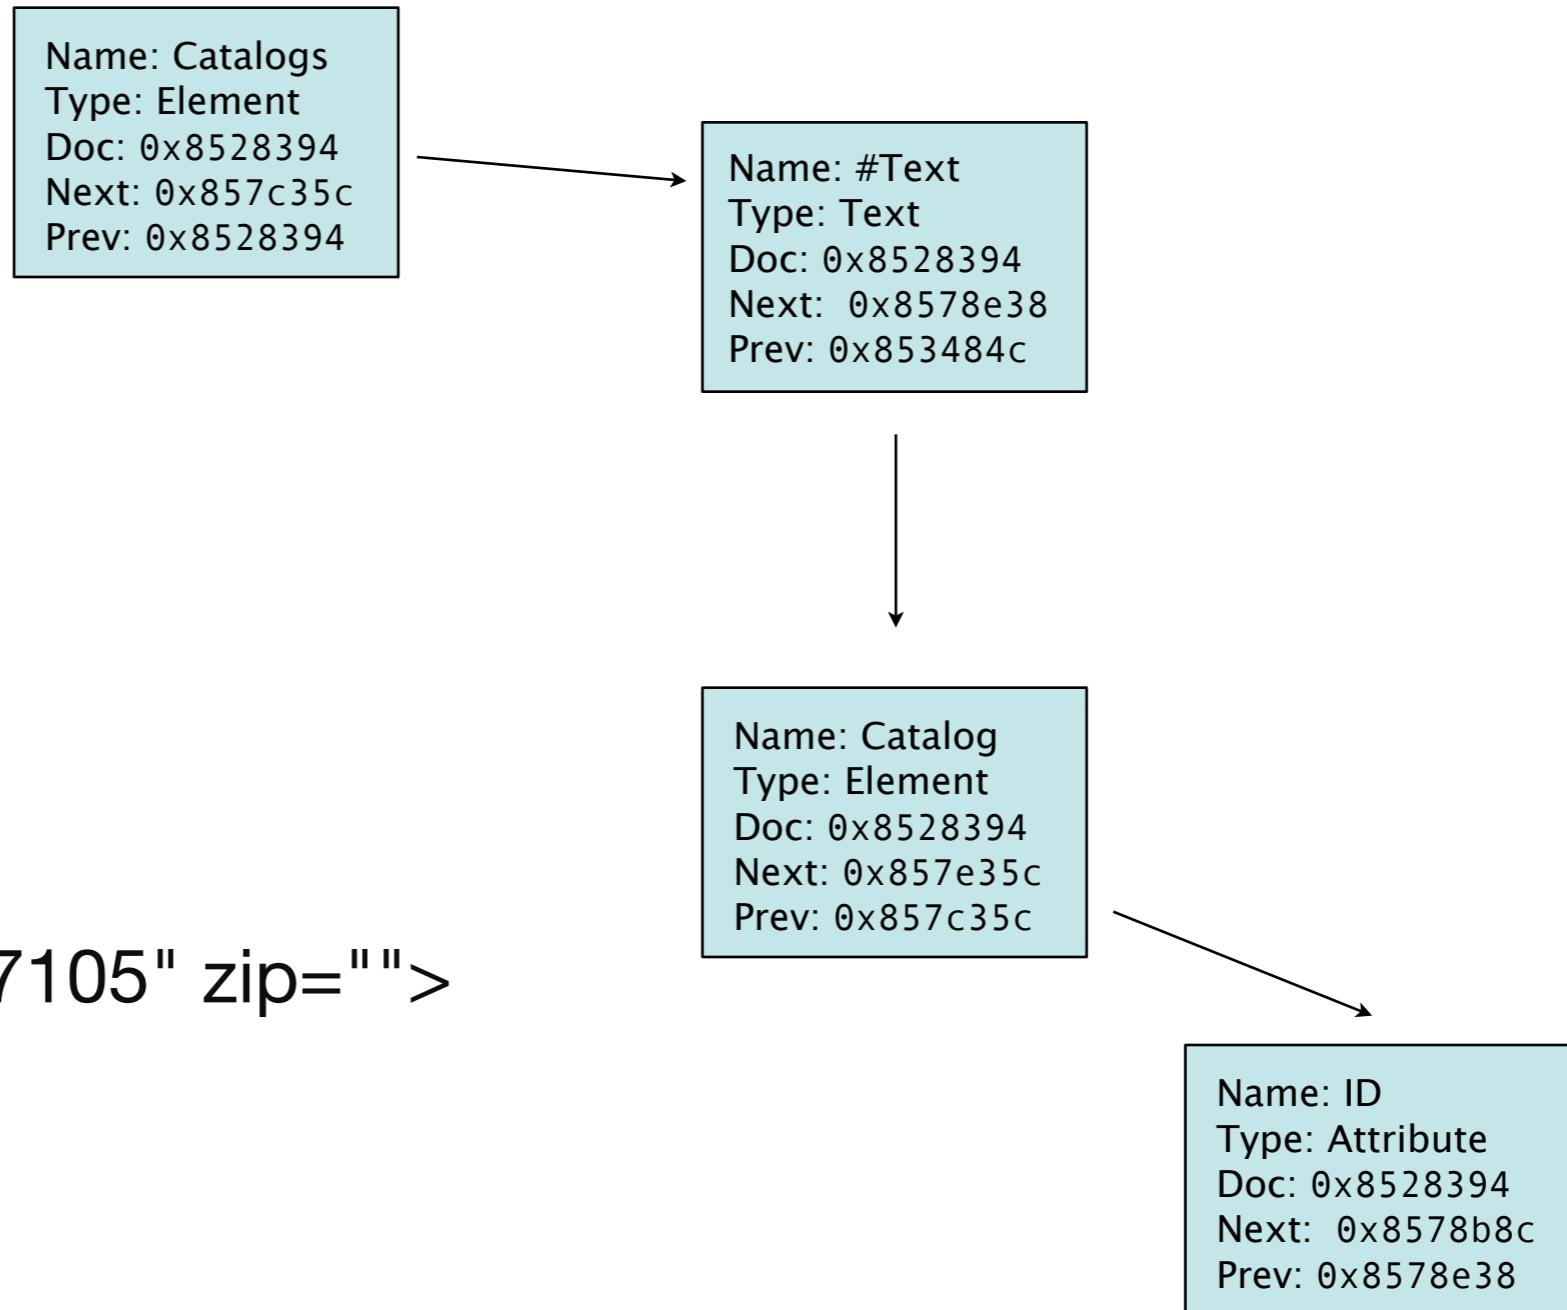 Name: Catalogs
Type: Element
Doc: 0x8528394
Next: 0x857c35c
Prev: 0x8528394
Name: #Text
Type: Text
Doc: 0x8528394
Next: 0x8578e38
Prev: 0x853484c
Name: Catalog
Type: Element
Doc: 0x8528394
Next: 0x857e35c
Prev: 0x857c35c
7105" zip="">
Name: ID
Type: Attribute
Doc: 0x8528394
Next: 0x8578b8c
Prev: 0x8578e38